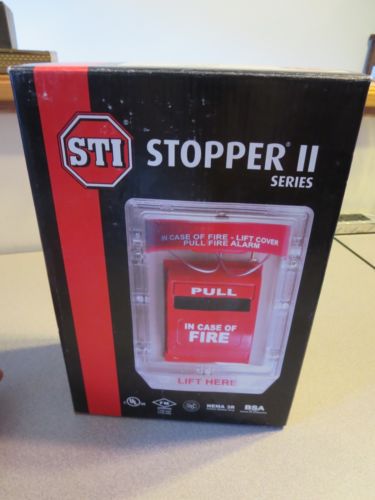 STI
STOPPER® II
SERIES
IN CASE OF FIRE - LIFT COVER
PULL FIRE ALARM
PULL
IN CASE OF
FIRE
LIFT HERE
UL
NEMA 3R
BSA